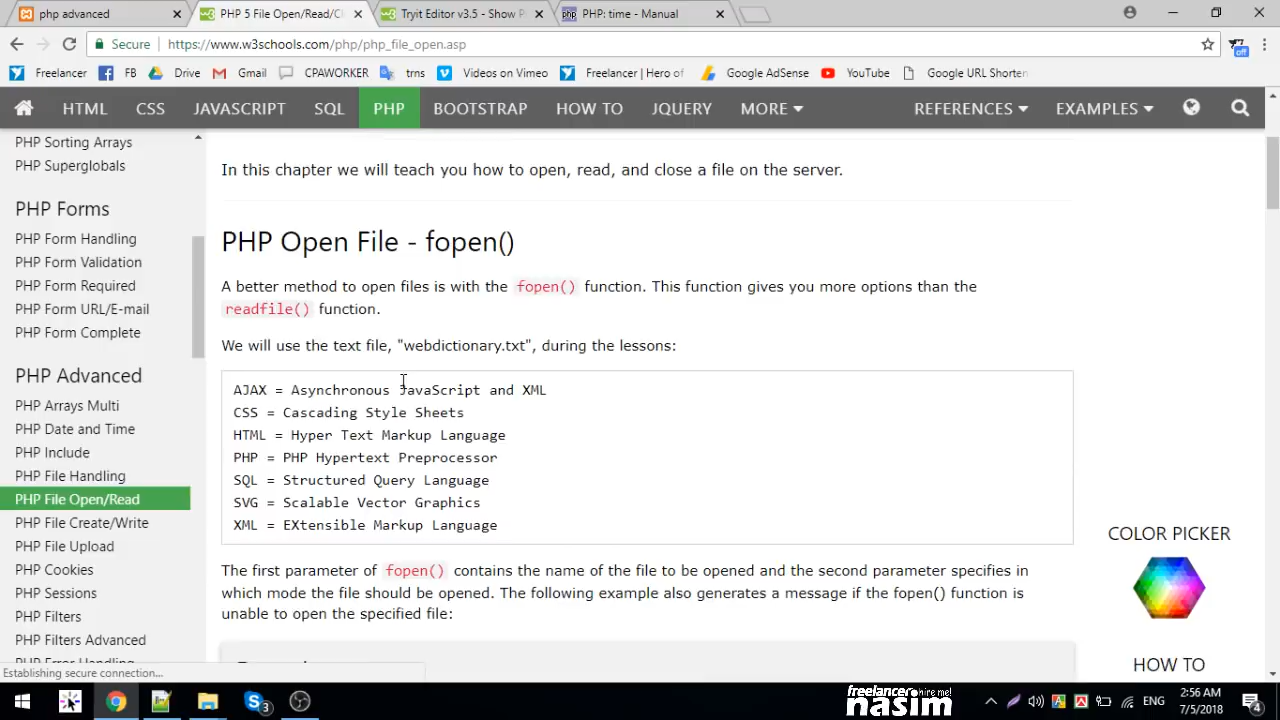 php advanced
PHP 5 File Open/Read/Cl
Tryit Editor v3.5 - Show P
PHP: time - Manual
Secure
https://www.w3schools.com/php/php_file_open.asp
Freelancer
FB
Drive
Gmail
CPAWORKER
trns
Videos on Vimeo
Freelancer | Hero of
Google AdSense
YouTube
Google URL Shorten
off
HTML
CSS
JAVASCRIPT
SQL
PHP
BOOTSTRAP
HOW TO
JQUERY
MORE
REFERENCES
EXAMPLES
PHP Sorting Arrays
PHP Superglobals
PHP Forms
PHP Form Handling
PHP Form Validation
PHP Form Required
PHP Form URL/E-mail
PHP Form Complete
PHP Advanced
PHP Arrays Multi
PHP Date and Time
PHP Include
PHP File Handling
PHP File Open/Read
PHP File Create/Write
PHP File Upload
PHP Cookies
PHP Sessions
PHP Filters
PHP Filters Advanced
PHP Error Handling
In this chapter we will teach you how to open, read, and close a file on the server.
PHP Open File - fopen()
A better method to open files is with the fopen() function. This function gives you more options than the
readfile() function.
We will use the text file, "webdictionary.txt", during the lessons:
AJAX = Asynchronous JavaScript and XML
CSS = Cascading Style Sheets
HTML = Hyper Text Markup Language
PHP = PHP Hypertext Preprocessor
SQL = Structured Query Language
SVG = Scalable Vector Graphics
XML = EXtensible Markup Language
The first parameter of fopen() contains the name of the file to be opened and the second parameter specifies in
which mode the file should be opened. The following example also generates a message if the fopen() function is
unable to open the specified file:
COLOR PICKER
HOW TO
Establishing secure connection...
3
freelancer hire me!
nasim
ENG
2:56 AM
7/5/2018
4